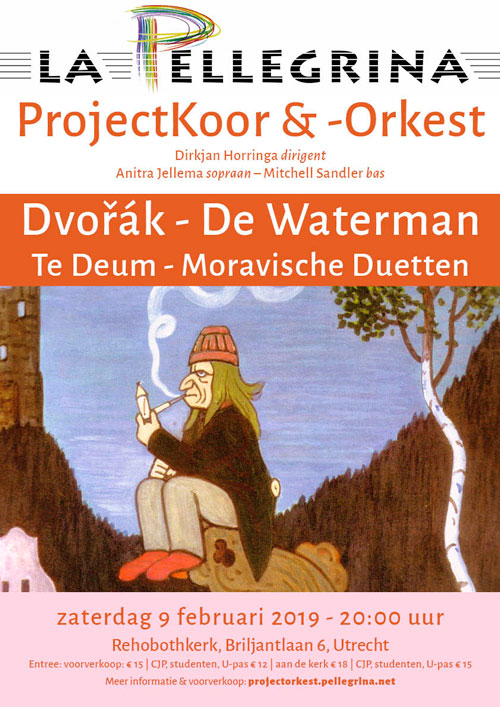 LA PELLEGRINA
ProjectKoor & -Orkest
Dirkjan Horringa dirigent
Anitra Jellema sopraan – Mitchell Sandler bas
Dvořák - De Waterman
Te Deum - Moravische Duetten
zaterdag 9 februari 2019 - 20:00 uur
Rehobothkerk, Briljantlaan 6, Utrecht
Entree: voorverkoop: € 15 | CJP, studenten, U-pas € 12 | aan de kerk € 18 | CJP, studenten, U-pas € 15
Meer informatie & voorverkoop: projectorkest.pellegrina.net